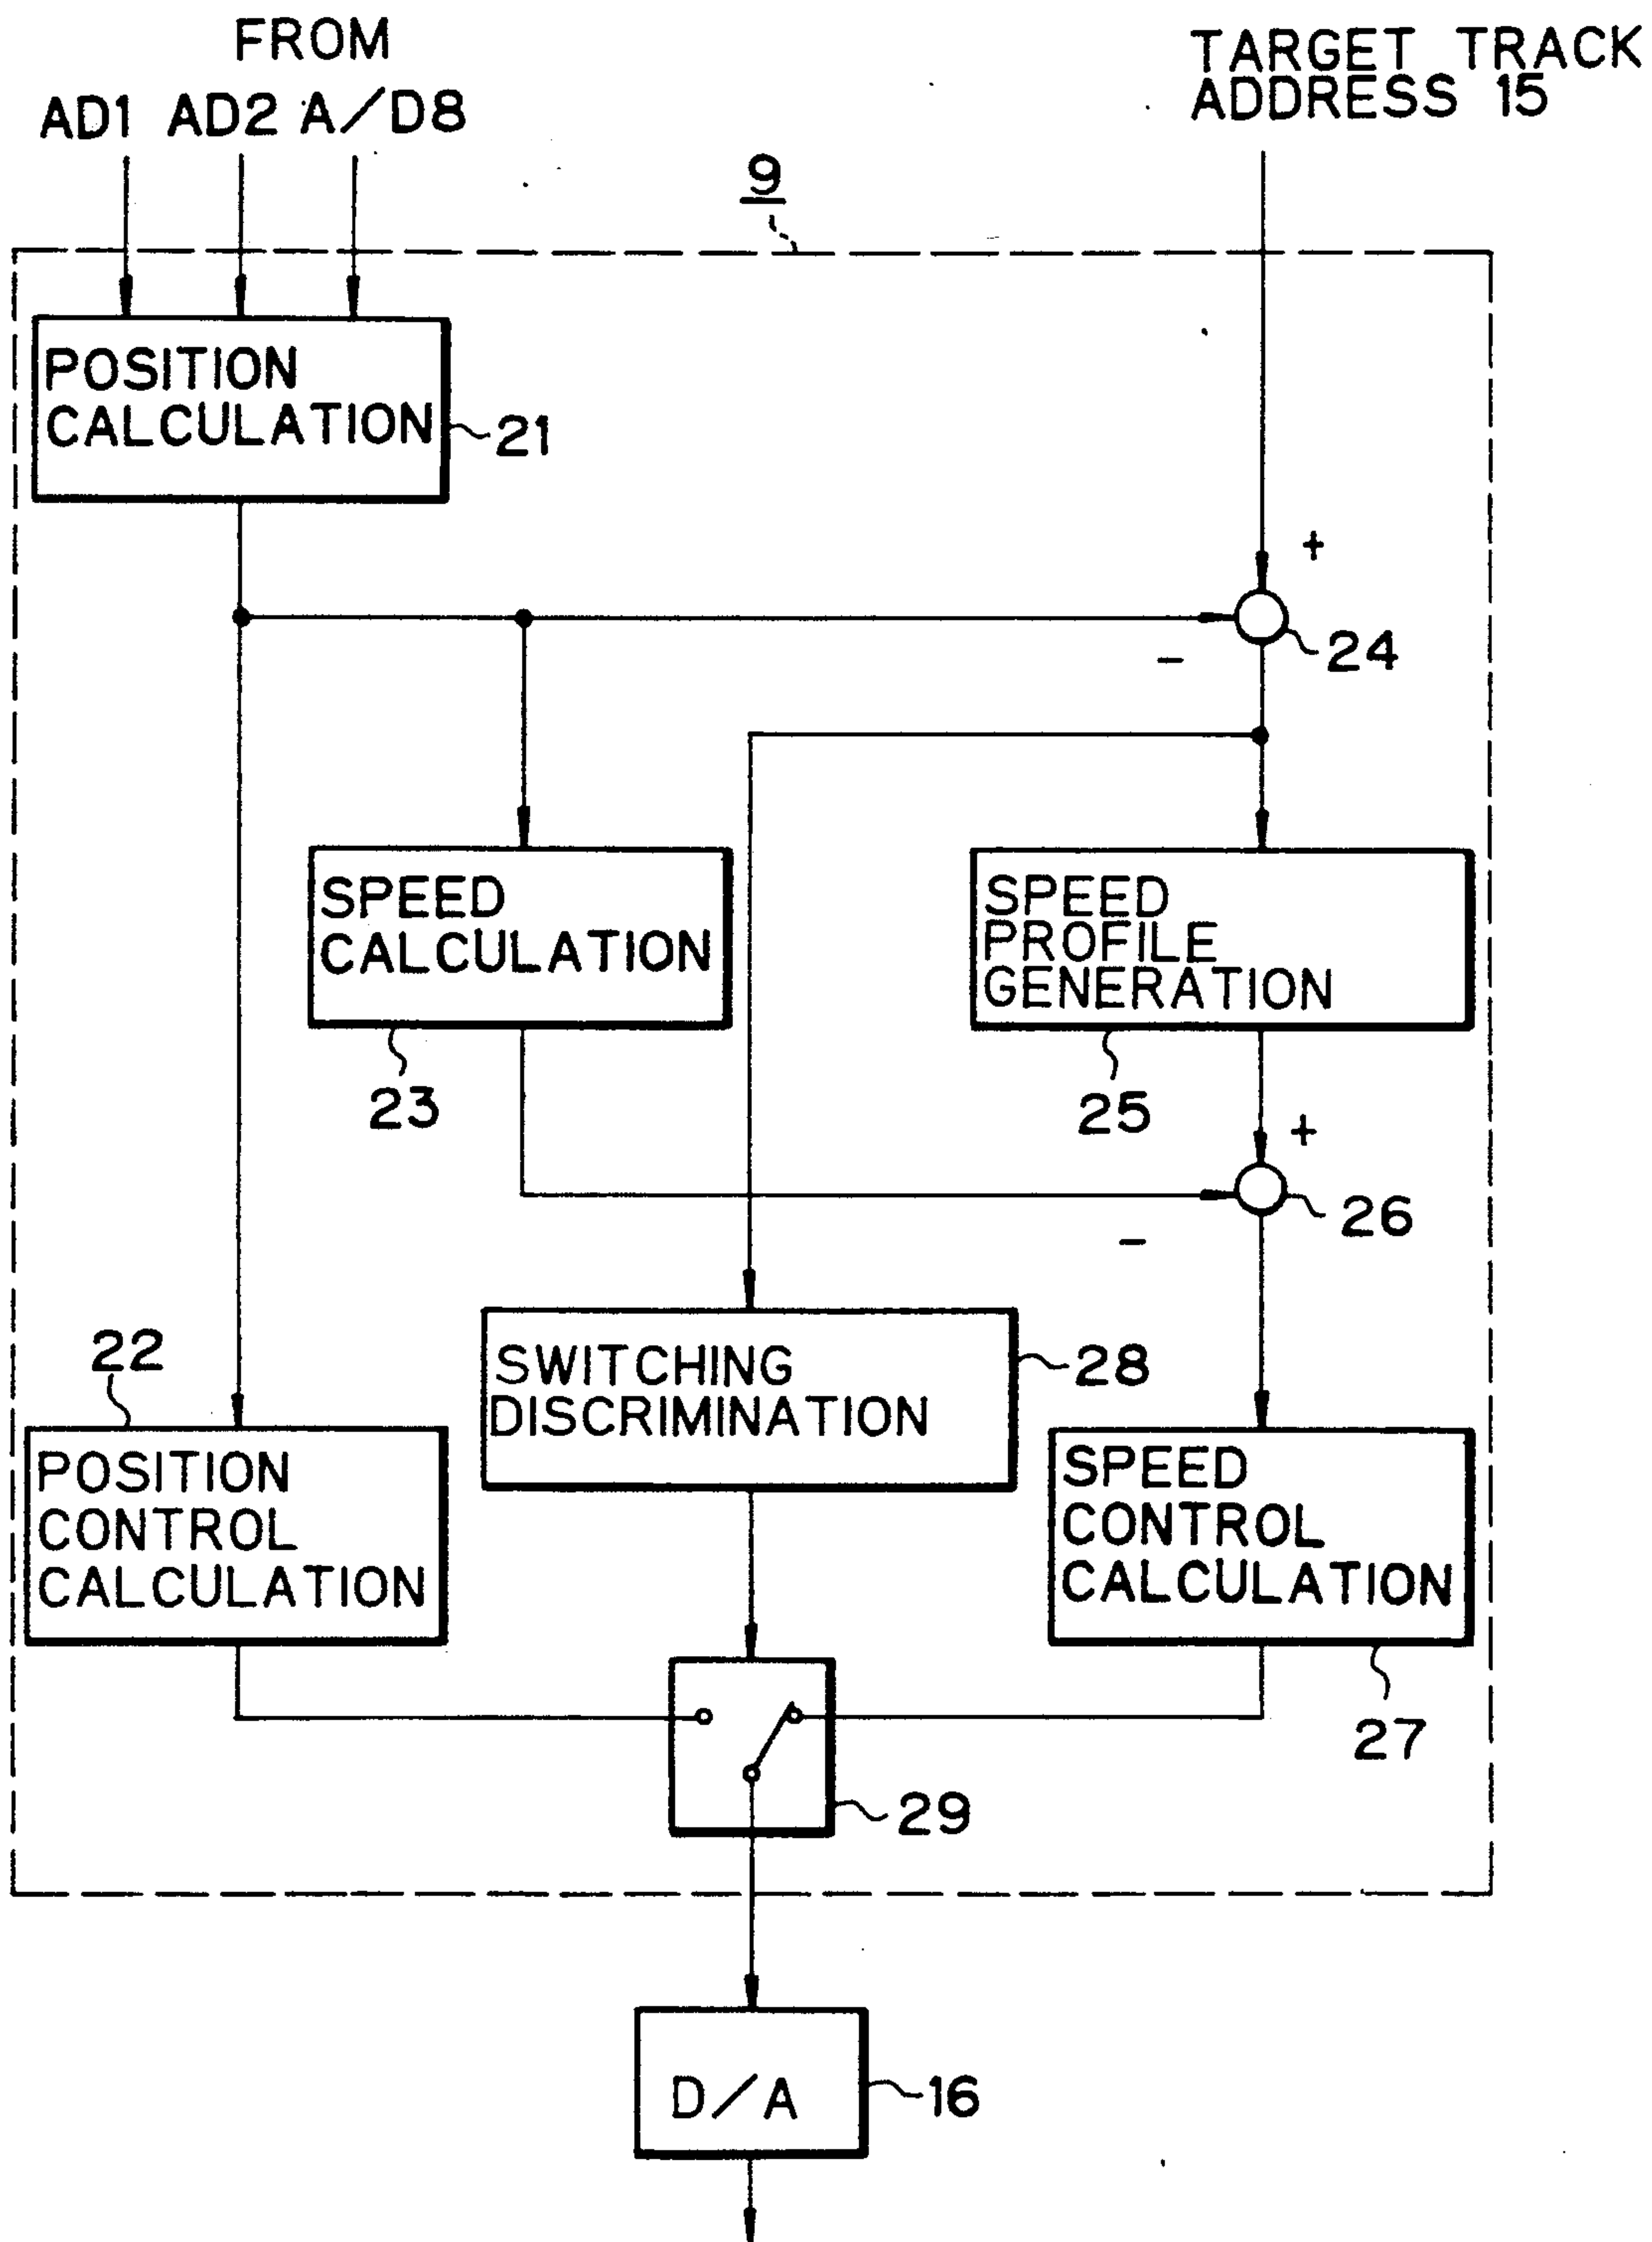 FROM
AD1 AD2 A/D8
TARGET TRACK
ADDRESS 15
9
POSITION
CALCULATION
21
+
-
24
SPEED
CALCULATION
23
SPEED
PROFILE
GENERATION
25
+
-
26
22
POSITION
CONTROL
CALCULATION
SWITCHING
DISCRIMINATION
28
SPEED
CONTROL
CALCULATION
27
29
D/A
16